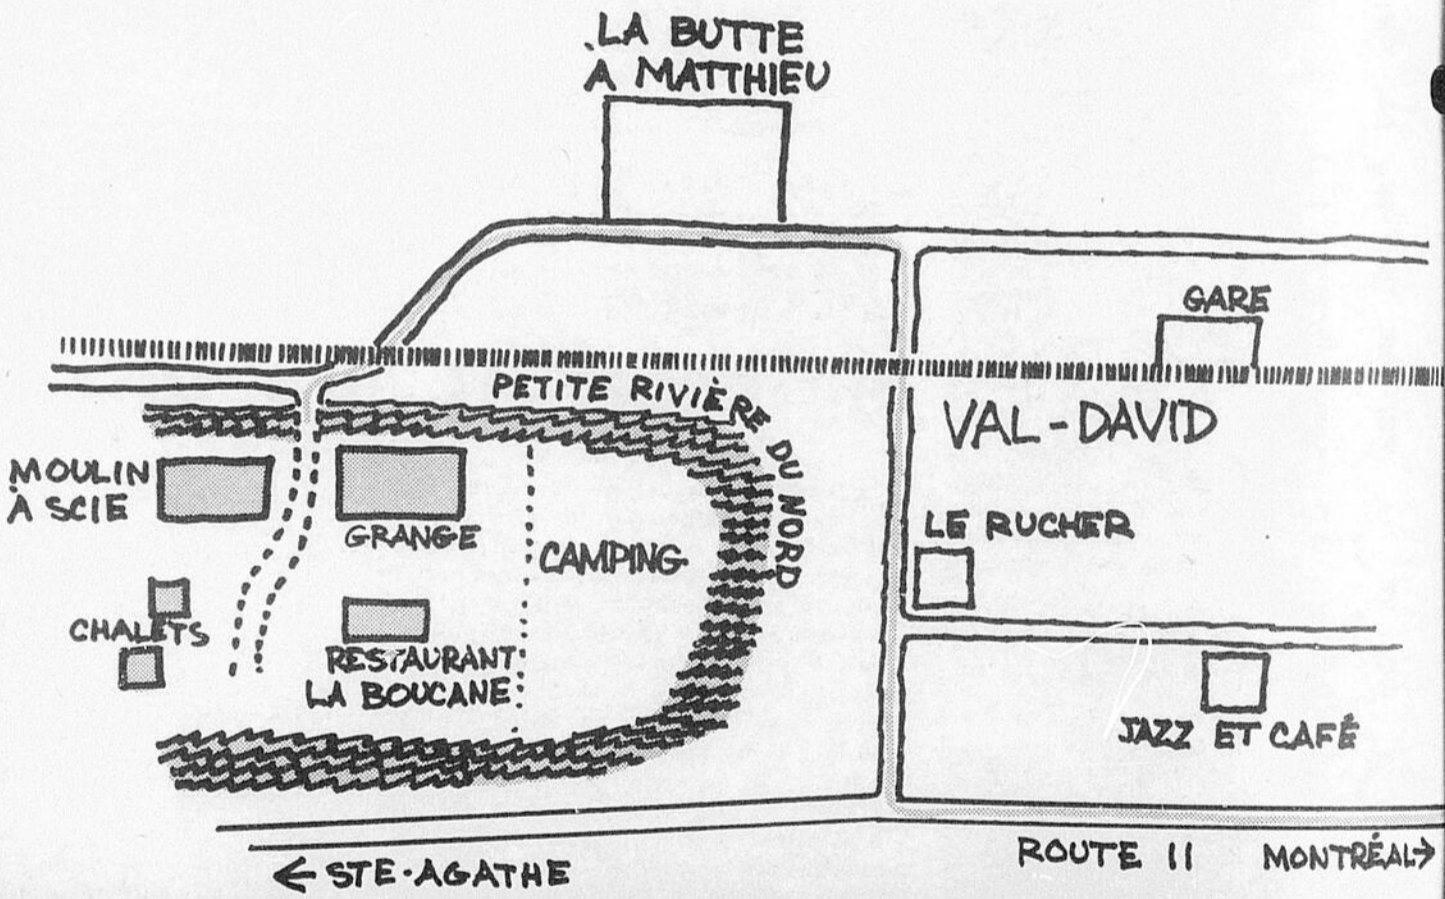 LA BUTTE
À MATTHIEU
GARE
PETITE RIVIÈRE DU NORD
VAL-DAVID
MOULIN
À SCIE
GRANGE
CAMPING
LE RUCHER
CHALETS
RESTAURANT
LA BOUCANE
JAZZ ET CAFÉ
ROUTE 11
MONTRÉAL→
← STE-AGATHE